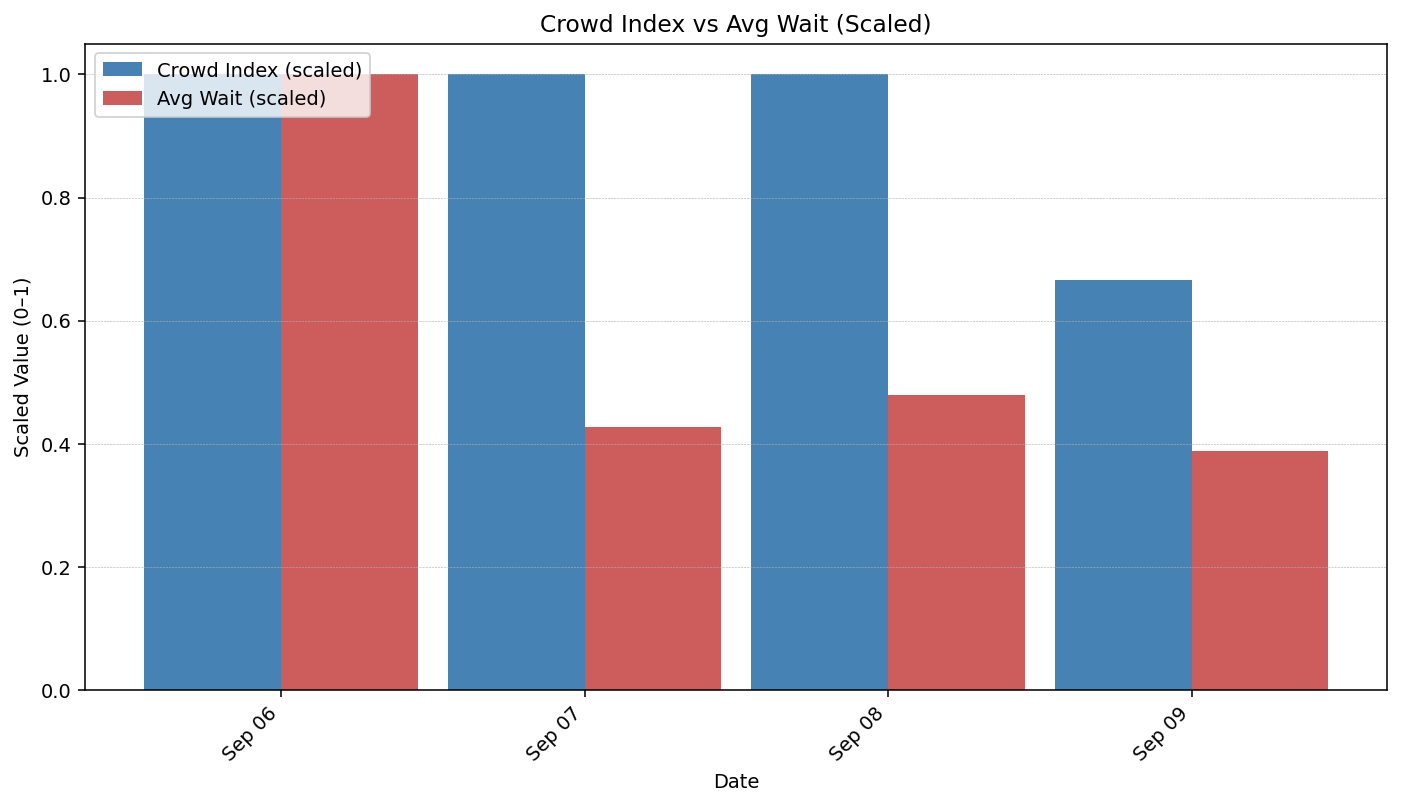 Crowd Index vs Avg Wait (Scaled)
Crowd Index (scaled)
Avg Wait (scaled)
Scaled Value (0–1)
1.0
0.8
0.6
0.4
0.2
0.0
Sep 06
Sep 07
Sep 08
Sep 09
Date